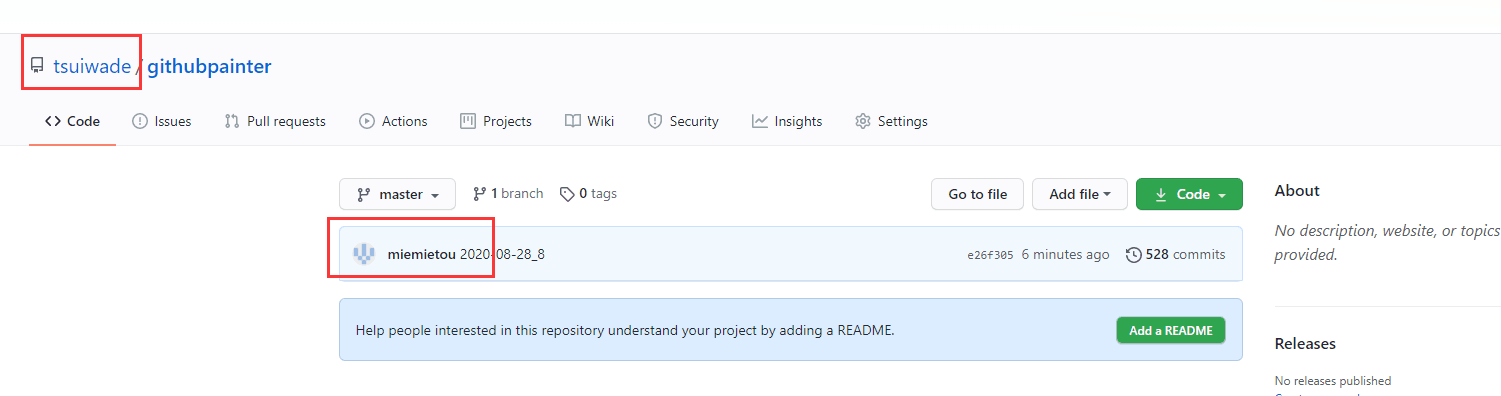 tsuiwade / githubpainter
Code Issues Pull requests Actions Projects Wiki Security Insights Settings
master 1 branch 0 tags Go to file Add file Code
miemietou 2020-08-28_8 e26f305 6 minutes ago 528 commits
Help people interested in this repository understand your project by adding a README. Add a README
About
No description, website, or topics
provided.
Releases
No releases published